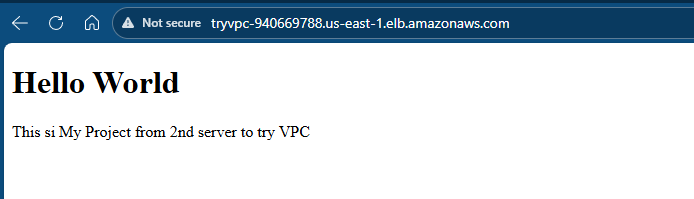 Not secure tryvpc-940669788.us-east-1.elb.amazonaws.com
Hello World
This si My Project from 2nd server to try VPC